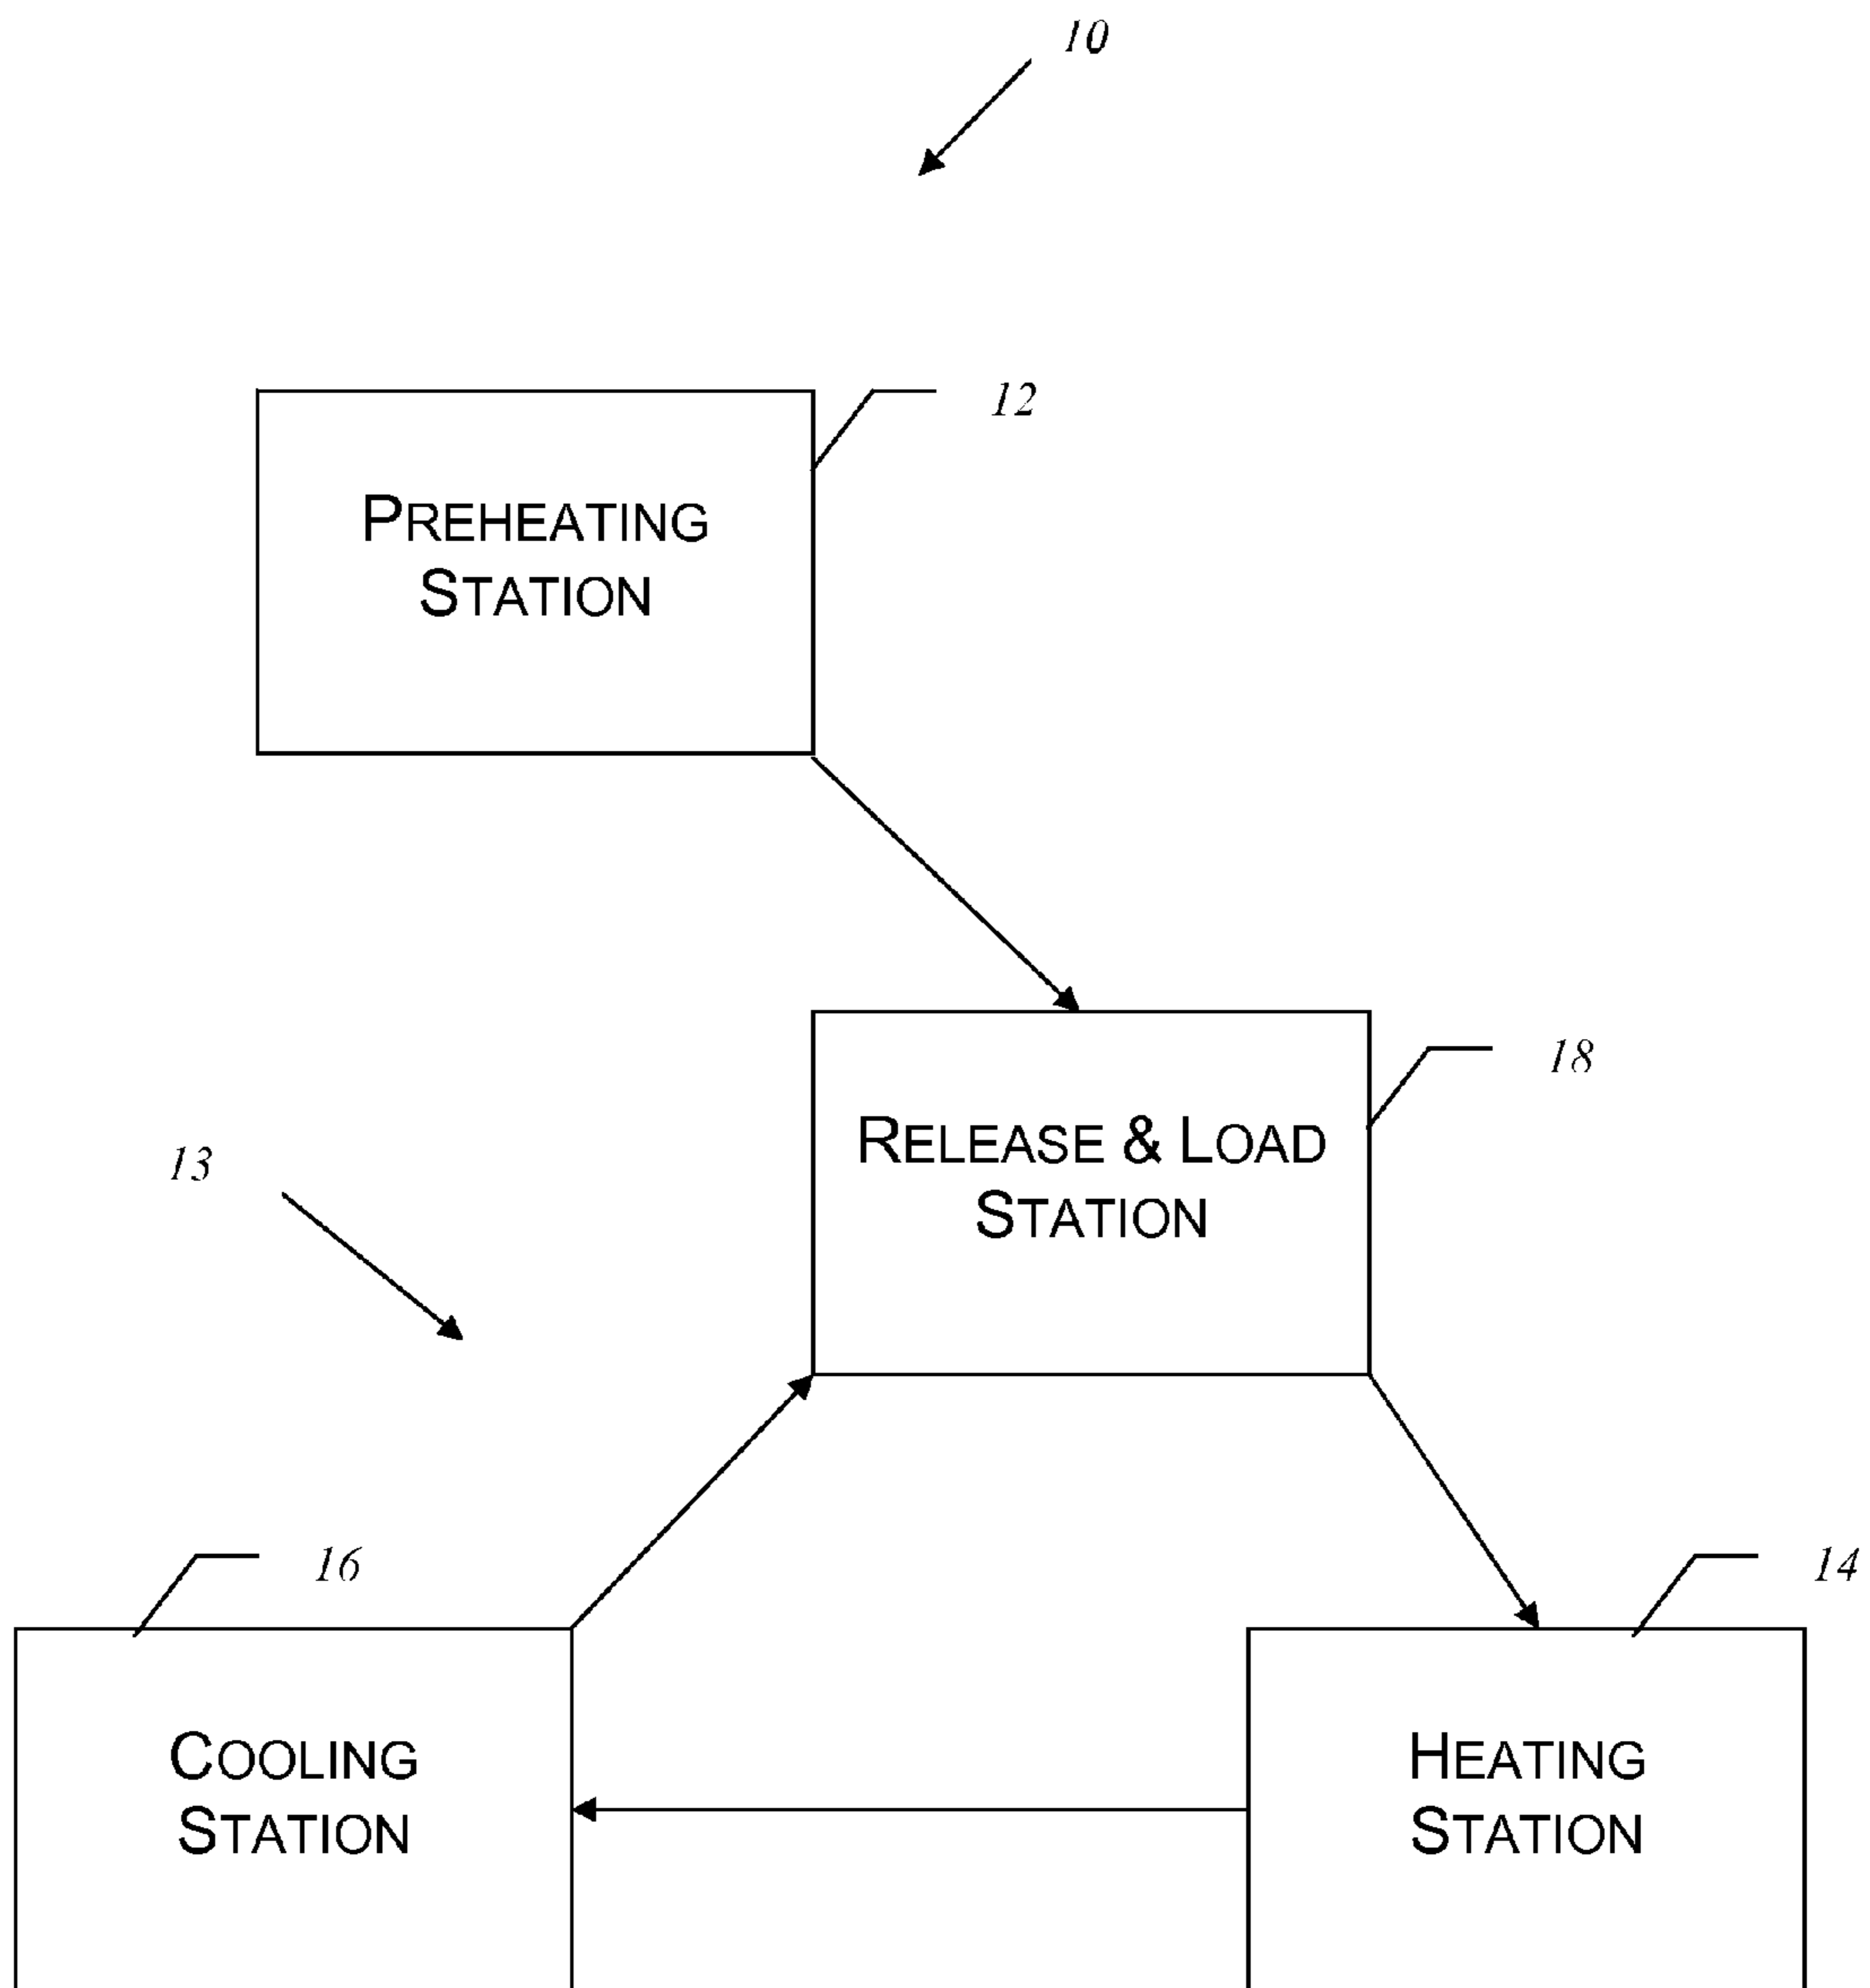 10
12
PREHEATING
STATION
18
RELEASE & LOAD
STATION
13
16
14
COOLING
STATION
HEATING
STATION